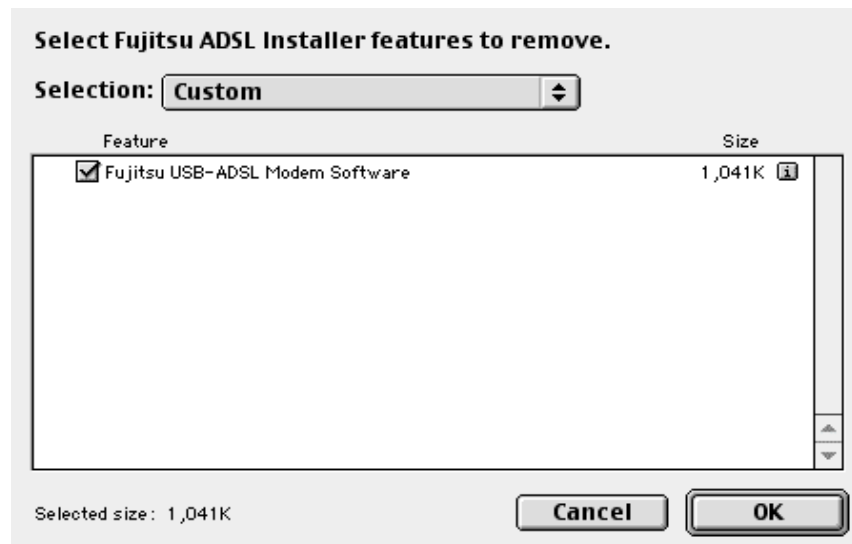 Select Fujitsu ADSL Installer features to remove.
Selection: Custom
Feature Size
Fujitsu USB-ADSL Modem Software 1,041K
Selected size: 1,041K Cancel OK